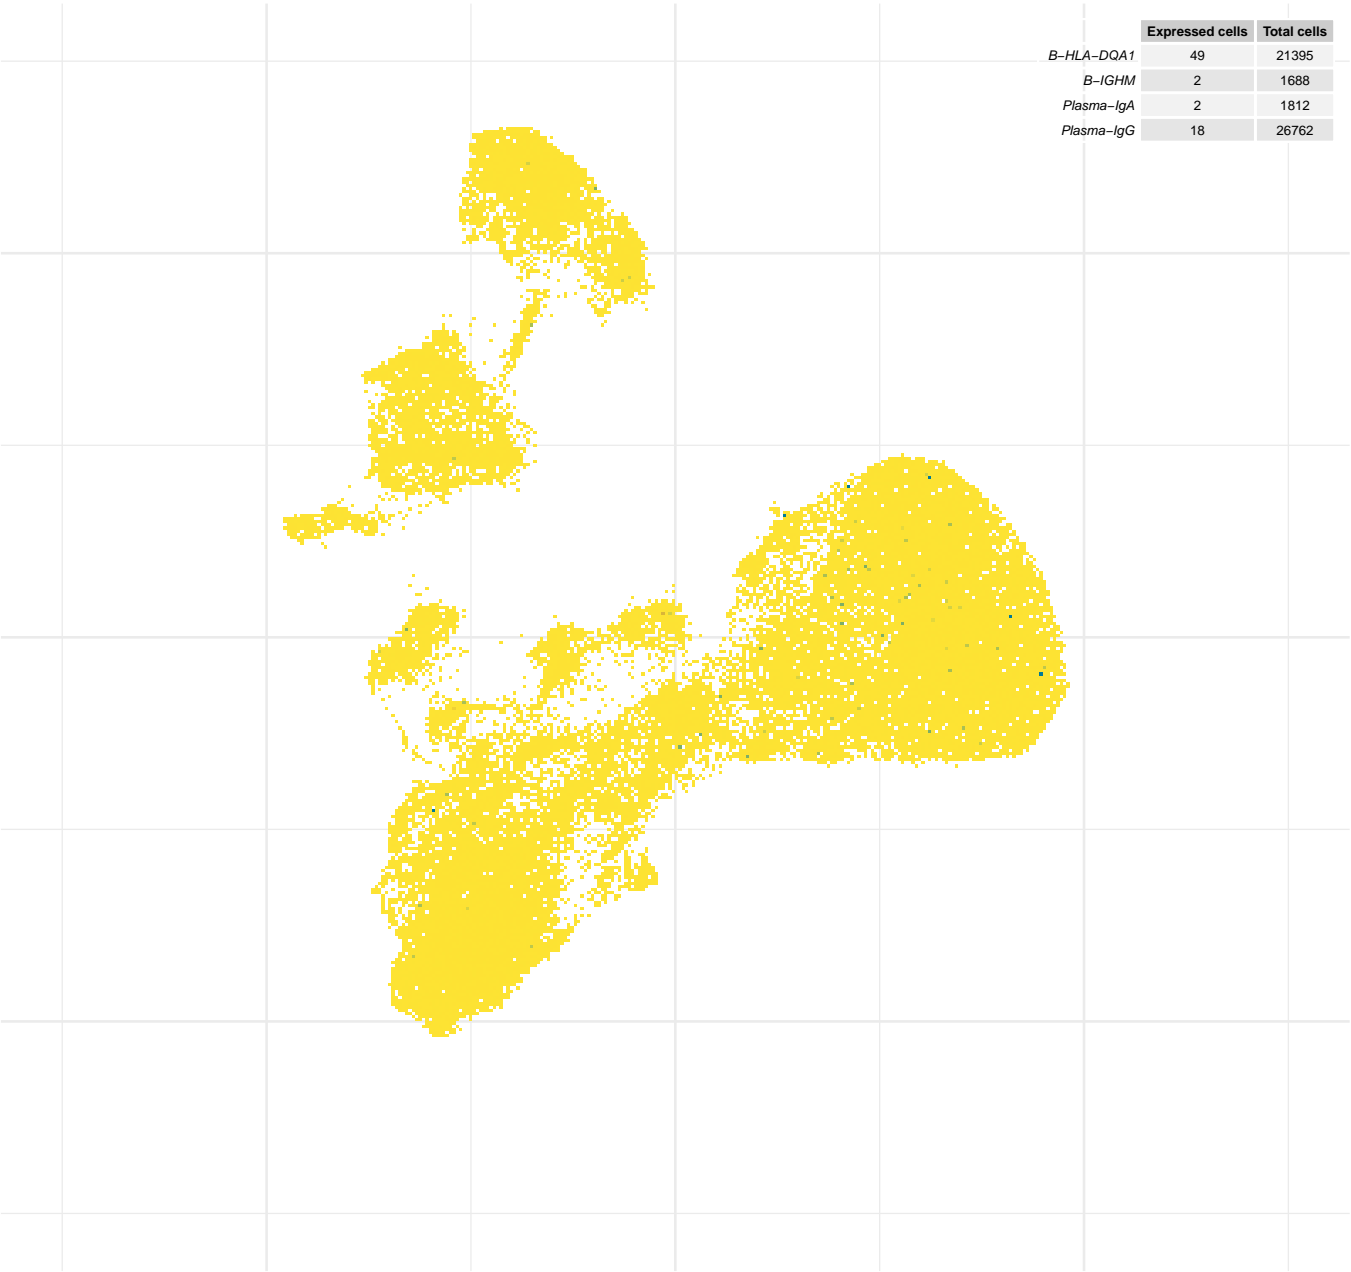 Expressed cells Total cells
B−HLA−DQA1 49 21395
B−IGHM 2 1688
Plasma−IgA 2 1812
Plasma−IgG 18 26762